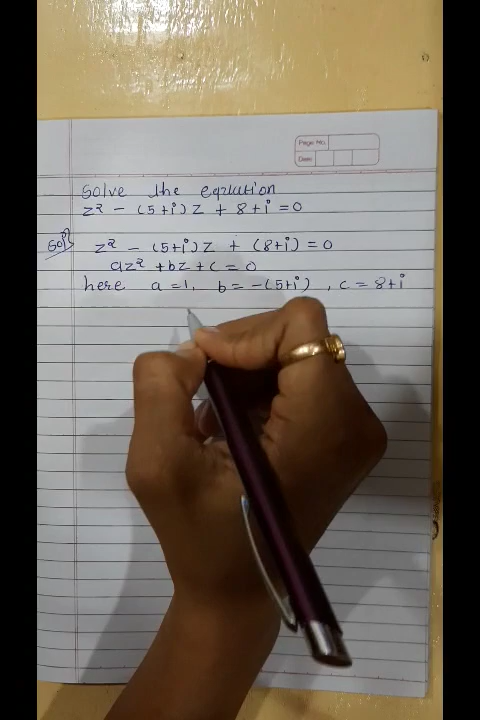 Page No.
Date
Solve the equation
z² - (5+i)z + 8+i = 0
Solⁿ z² - (5+i)z + (8+i) = 0
az² + bz + c = 0
here a = 1, b = -(5+i), c = 8+i